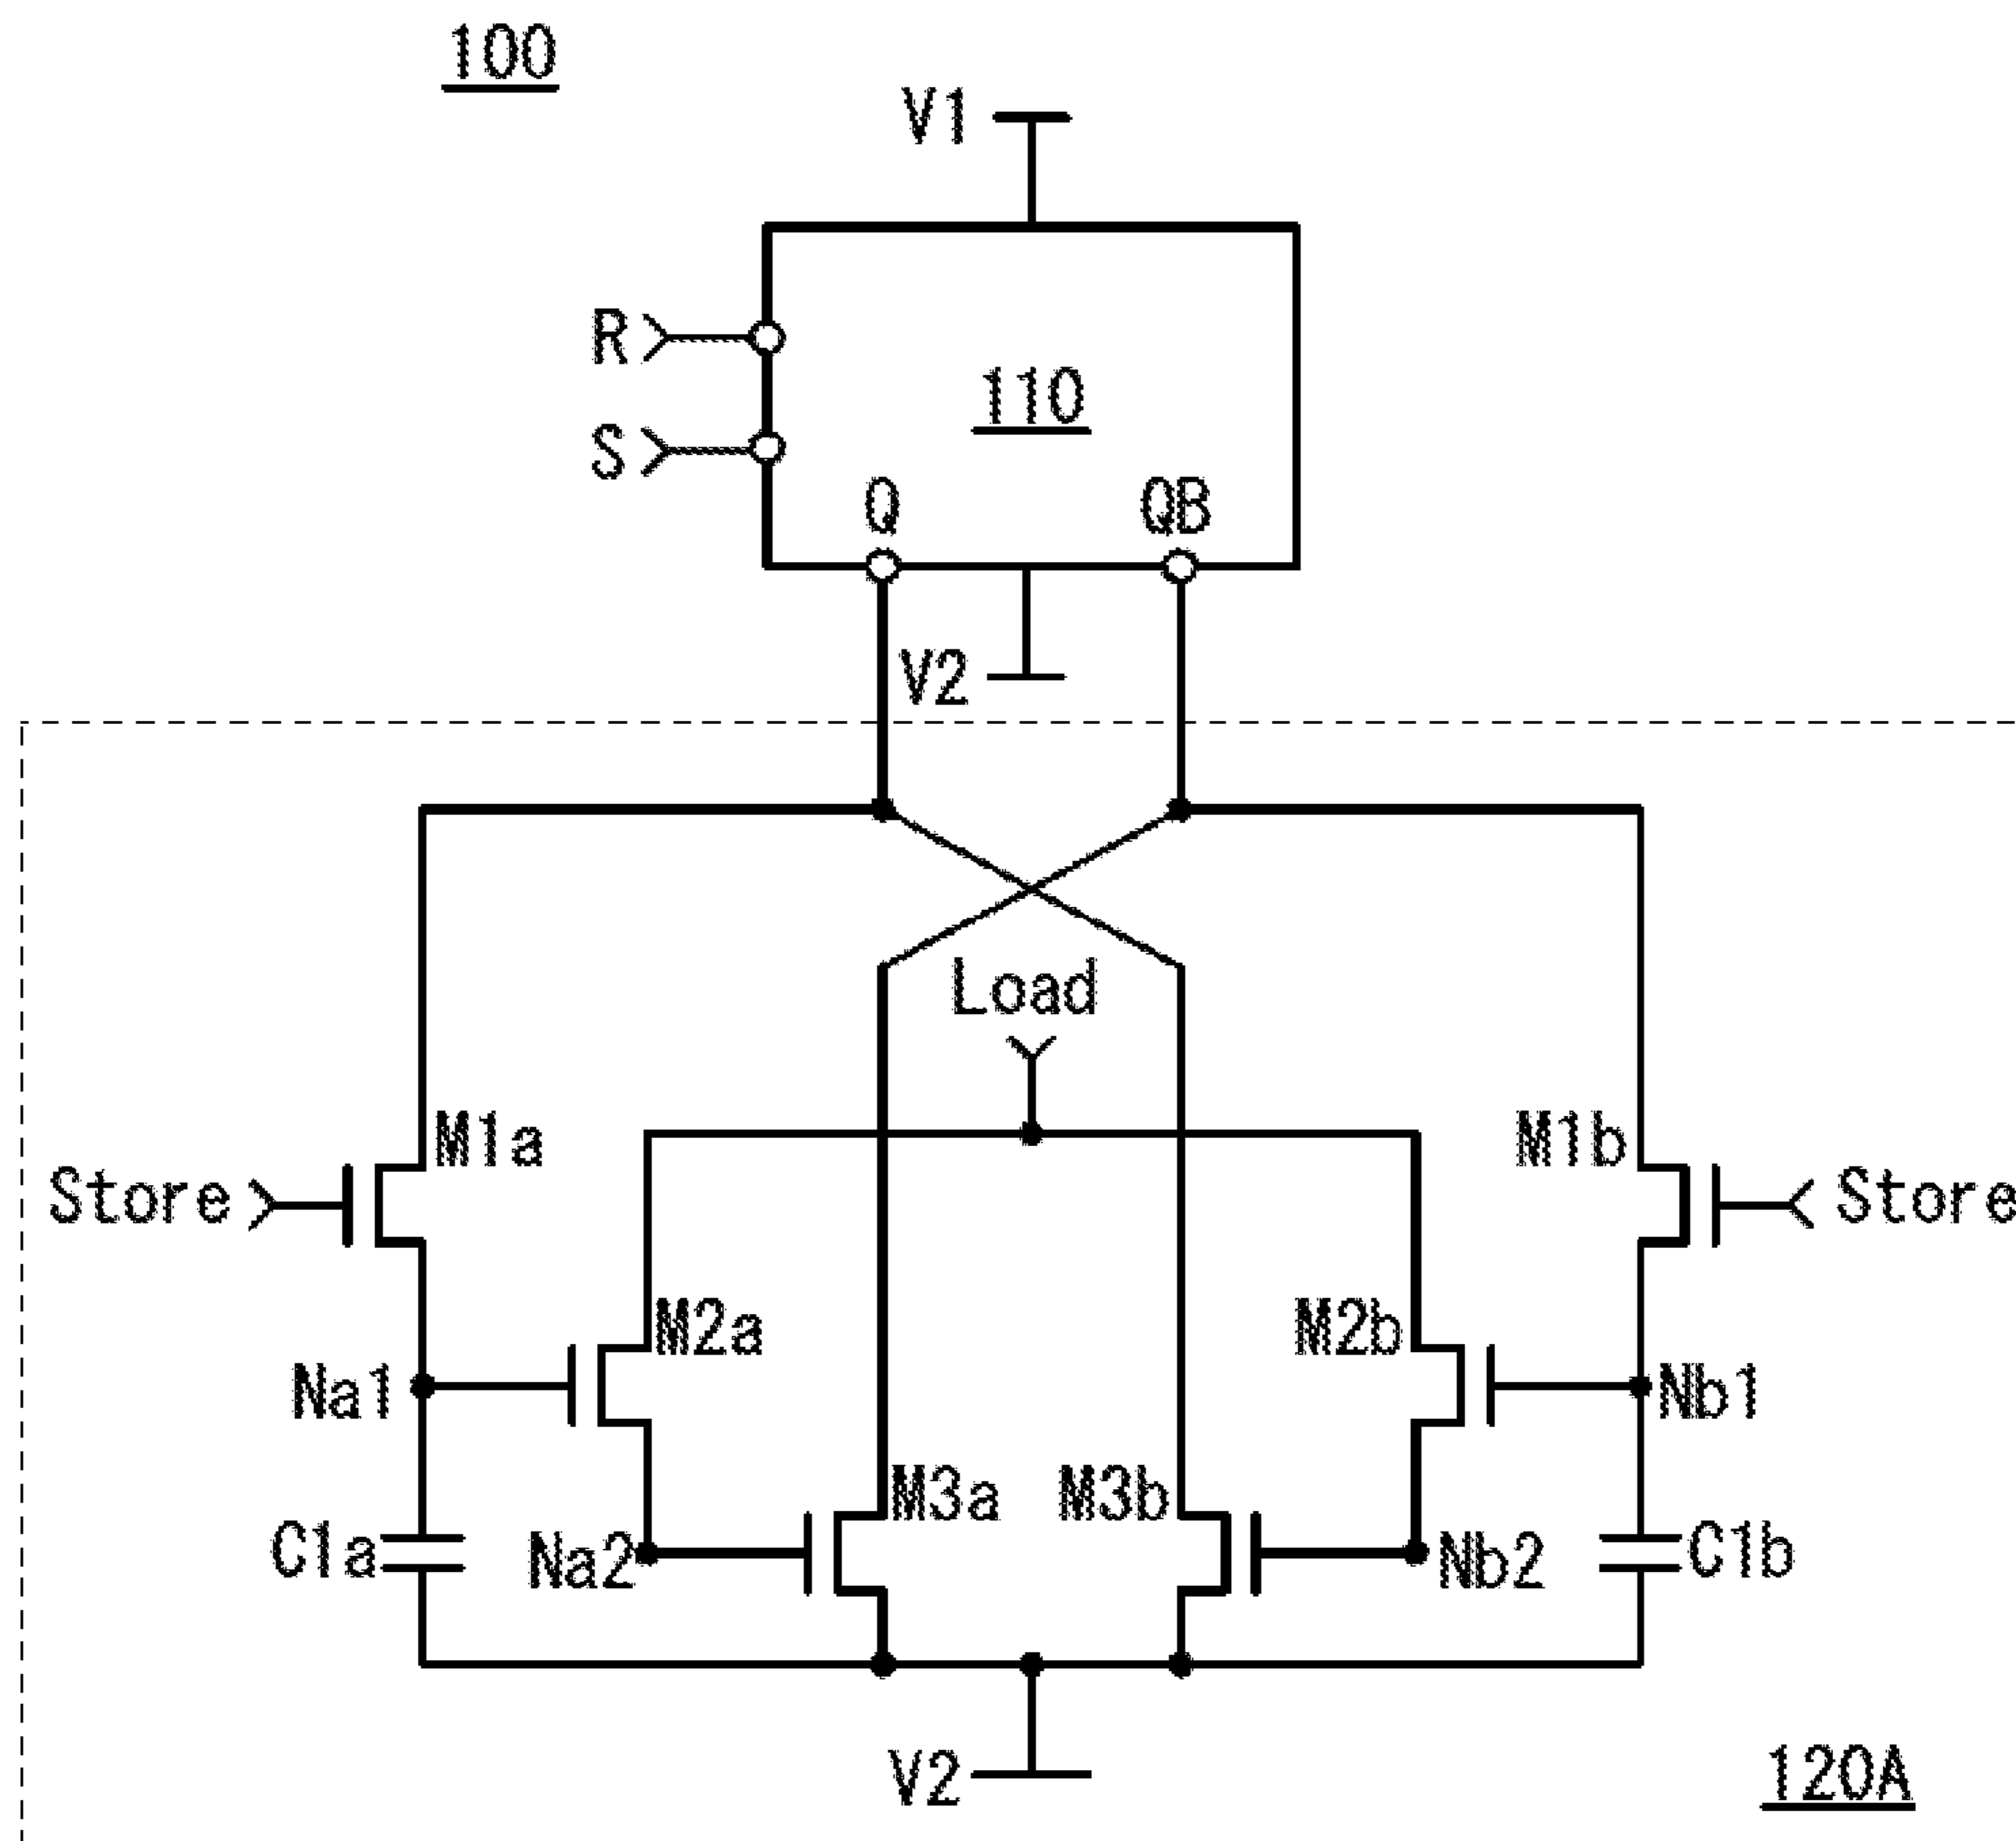 100
V1
R
110
S
Q
QB
V2
Load
M1a
M1b
Store
Store
M2a
M2b
Na1
Nb1
M3a
M3b
C1a
Na2
Nb2
C1b
V2
120A